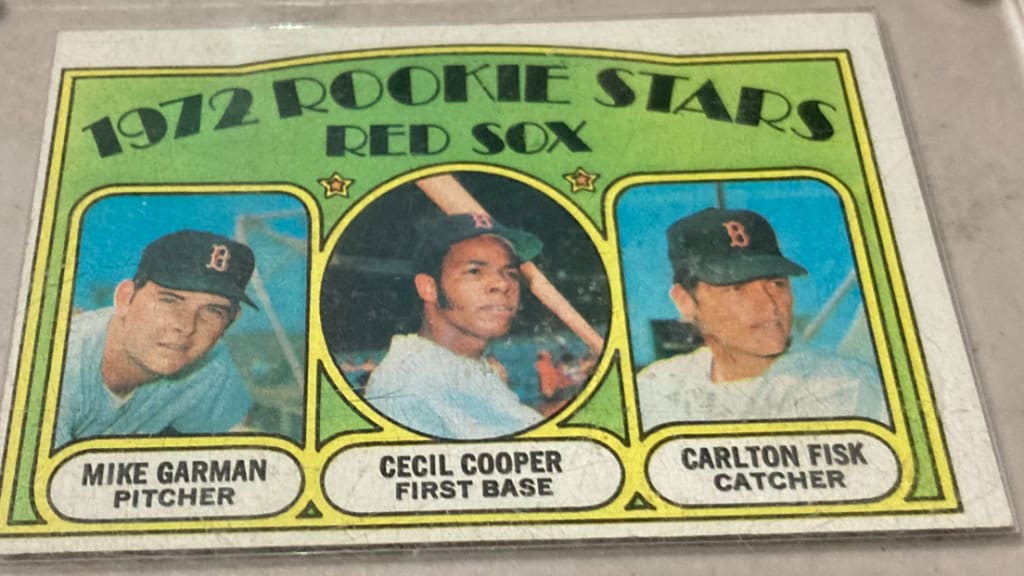 1972 ROOKIE STARS
RED SOX
B
B
B
MIKE GARMAN
PITCHER
CECIL COOPER
FIRST BASE
CARLTON FISK
CATCHER